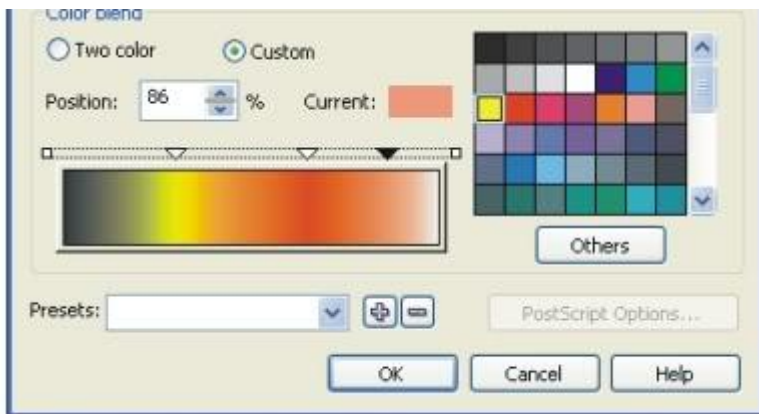 Color blend
Two color Custom
Position: 86 % Current:
Others
Presets: PostScript Options...
OK Cancel Help